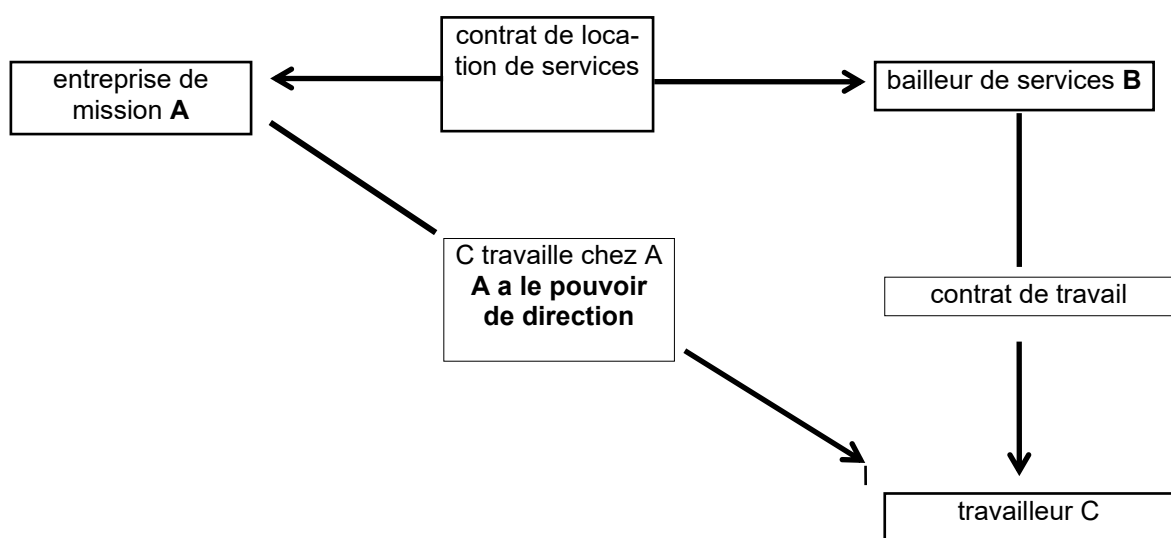 contrat de loca-
tion de services
entreprise de
mission A
bailleur de services B
C travaille chez A
A a le pouvoir
de direction
contrat de travail
travailleur C